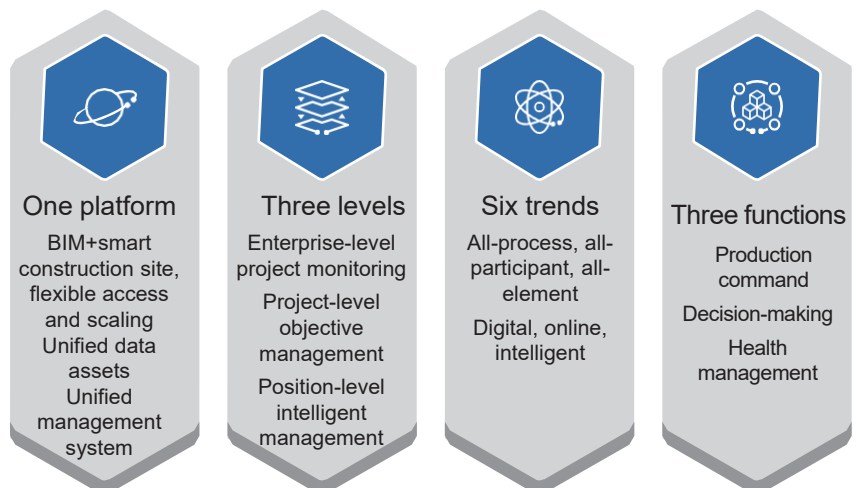 One platform
BIM+smart
construction site,
flexible access
and scaling
Unified data
assets
Unified
management
system
Three levels
Enterprise-level
project monitoring
Project-level
objective
management
Position-level
intelligent
management
Six trends
All-process, all-
participant, all-
element
Digital, online,
intelligent
Three functions
Production
command
Decision-making
Health
management